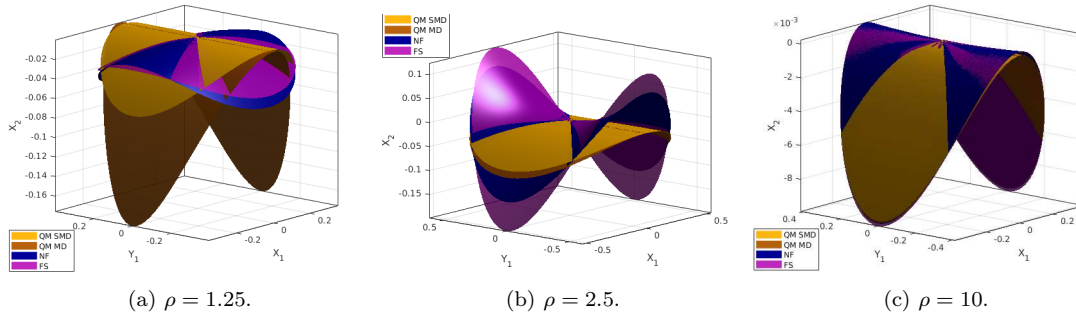 -0.02
-0.04
-0.06
-0.08
-0.1
-0.12
-0.14
-0.16
X2
0.2
0
-0.2
Y1
-0.2
0
0.2
X1
QM SMD
QM MD
NF
FS
(a) ρ = 1.25.
QM SMD
QM MD
NF
FS
0.1
0.05
0
-0.05
-0.1
-0.15
X2
0.5
0
-0.5
Y1
-0.5
0
0.5
X1
(b) ρ = 2.5.
×10-3
0
-2
-4
-6
-8
X2
0.4
0.2
0
-0.2
-0.4
Y1
-0.2
0
0.2
X1
QM SMD
QM MD
NF
FS
(c) ρ = 10.